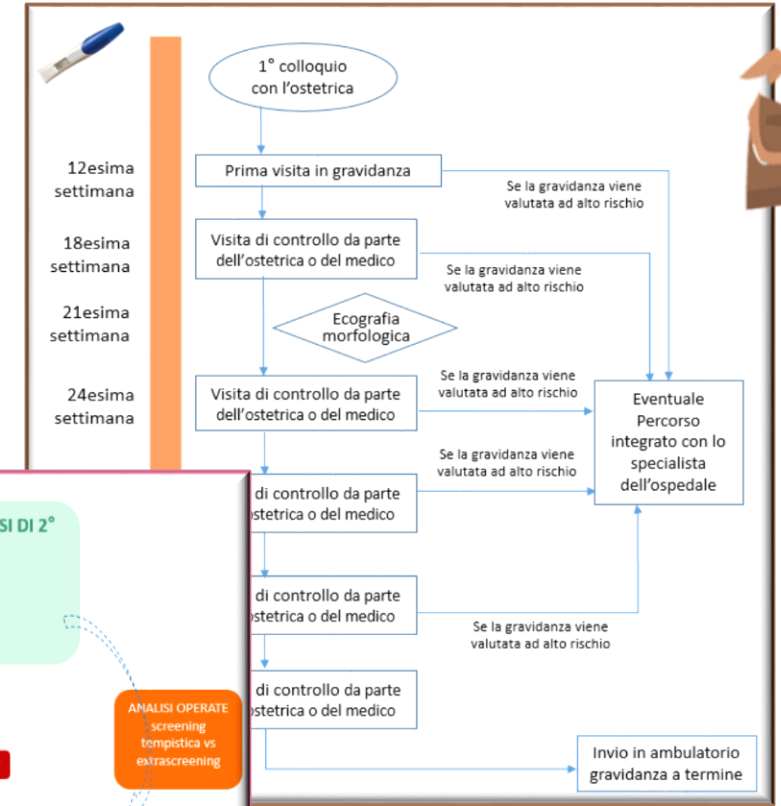 1° colloquio
con l'ostetrica
12esima
settimana
Prima visita in gravidanza
Se la gravidanza viene
valutata ad alto rischio
18esima
settimana
Visita di controllo da parte
dell'ostetrica o del medico
Se la gravidanza viene
valutata ad alto rischio
21esima
settimana
Ecografia
morfologica
24esima
settimana
Visita di controllo da parte
dell'ostetrica o del medico
Se la gravidanza viene
valutata ad alto rischio
Eventuale
Percorso
integrato con lo
specialista
dell'ospedale
Se la gravidanza viene
valutata ad alto rischio
di controllo da parte
ostetrica o del medico
SI DI 2°
di controllo da parte
ostetrica o del medico
Se la gravidanza viene
valutata ad alto rischio
di controllo da parte
ostetrica o del medico
ANALISI OPERATE
screening
tempistica vs
extrascreening
Invio in ambulatorio
gravidanza a termine